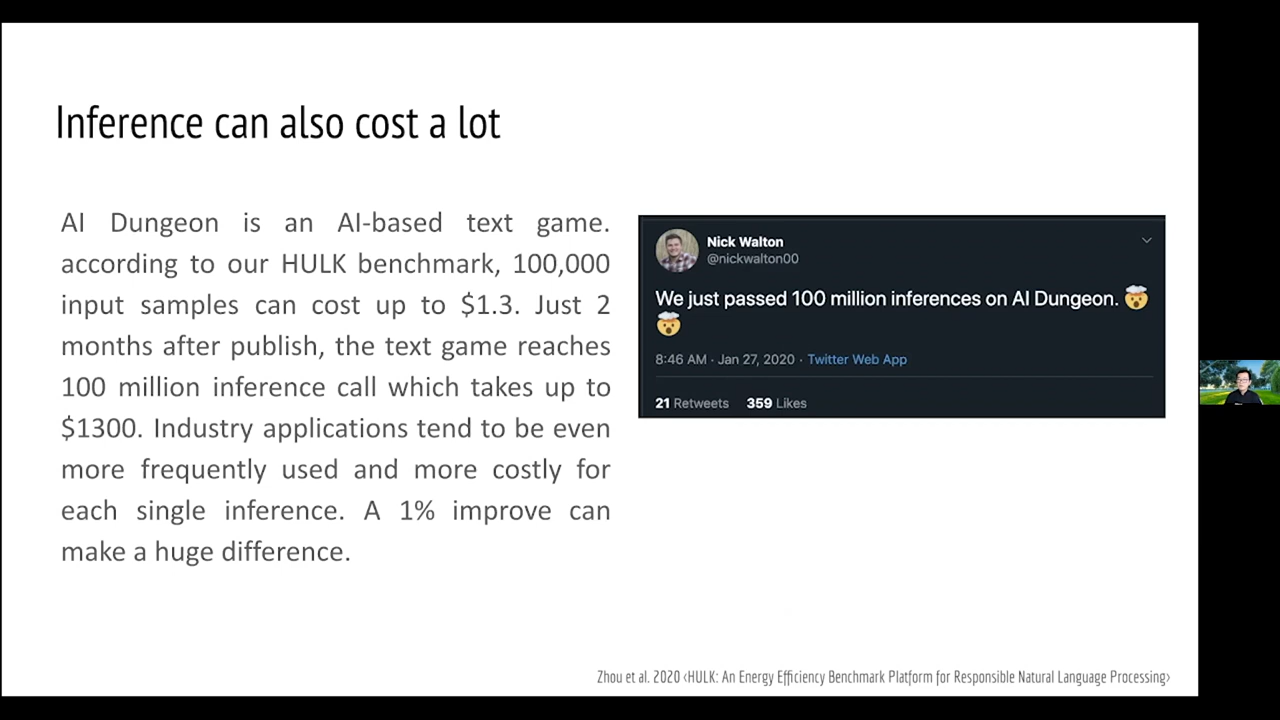 Inference can also cost a lot
AI Dungeon is an AI-based text game.
according to our HULK benchmark, 100,000
input samples can cost up to $1.3. Just 2
months after publish, the text game reaches
100 million inference call which takes up to
$1300. Industry applications tend to be even
more frequently used and more costly for
each single inference. A 1% improve can
make a huge difference.
Nick Walton
@nickwalton00
We just passed 100 million inferences on AI Dungeon. 🤯
🤯
8:46 AM · Jan 27, 2020 · Twitter Web App
21 Retweets 359 Likes
Zhou et al. 2020 ‹HULK: An Energy Efficiency Benchmark Platform for Responsible Natural Language Processing›